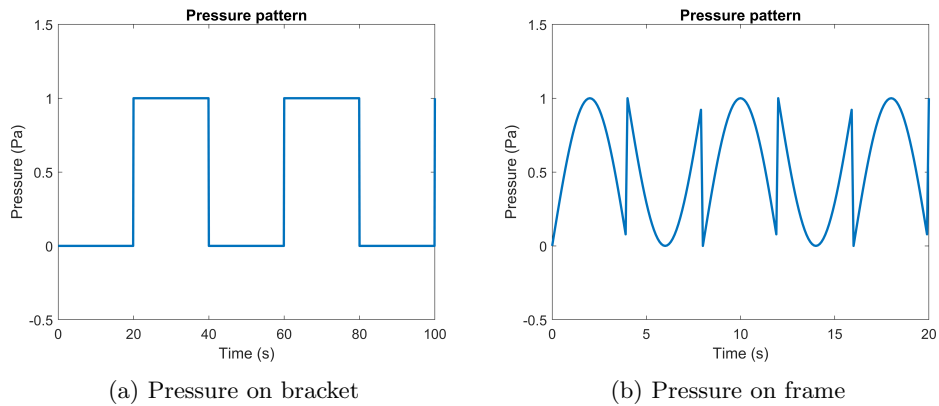 Pressure pattern
1.5
1
0.5
0
-0.5
Pressure (Pa)
0 20 40 60 80 100
Time (s)
(a) Pressure on bracket
Pressure pattern
1.5
1
0.5
0
-0.5
Pressure (Pa)
0 5 10 15 20
Time (s)
(b) Pressure on frame